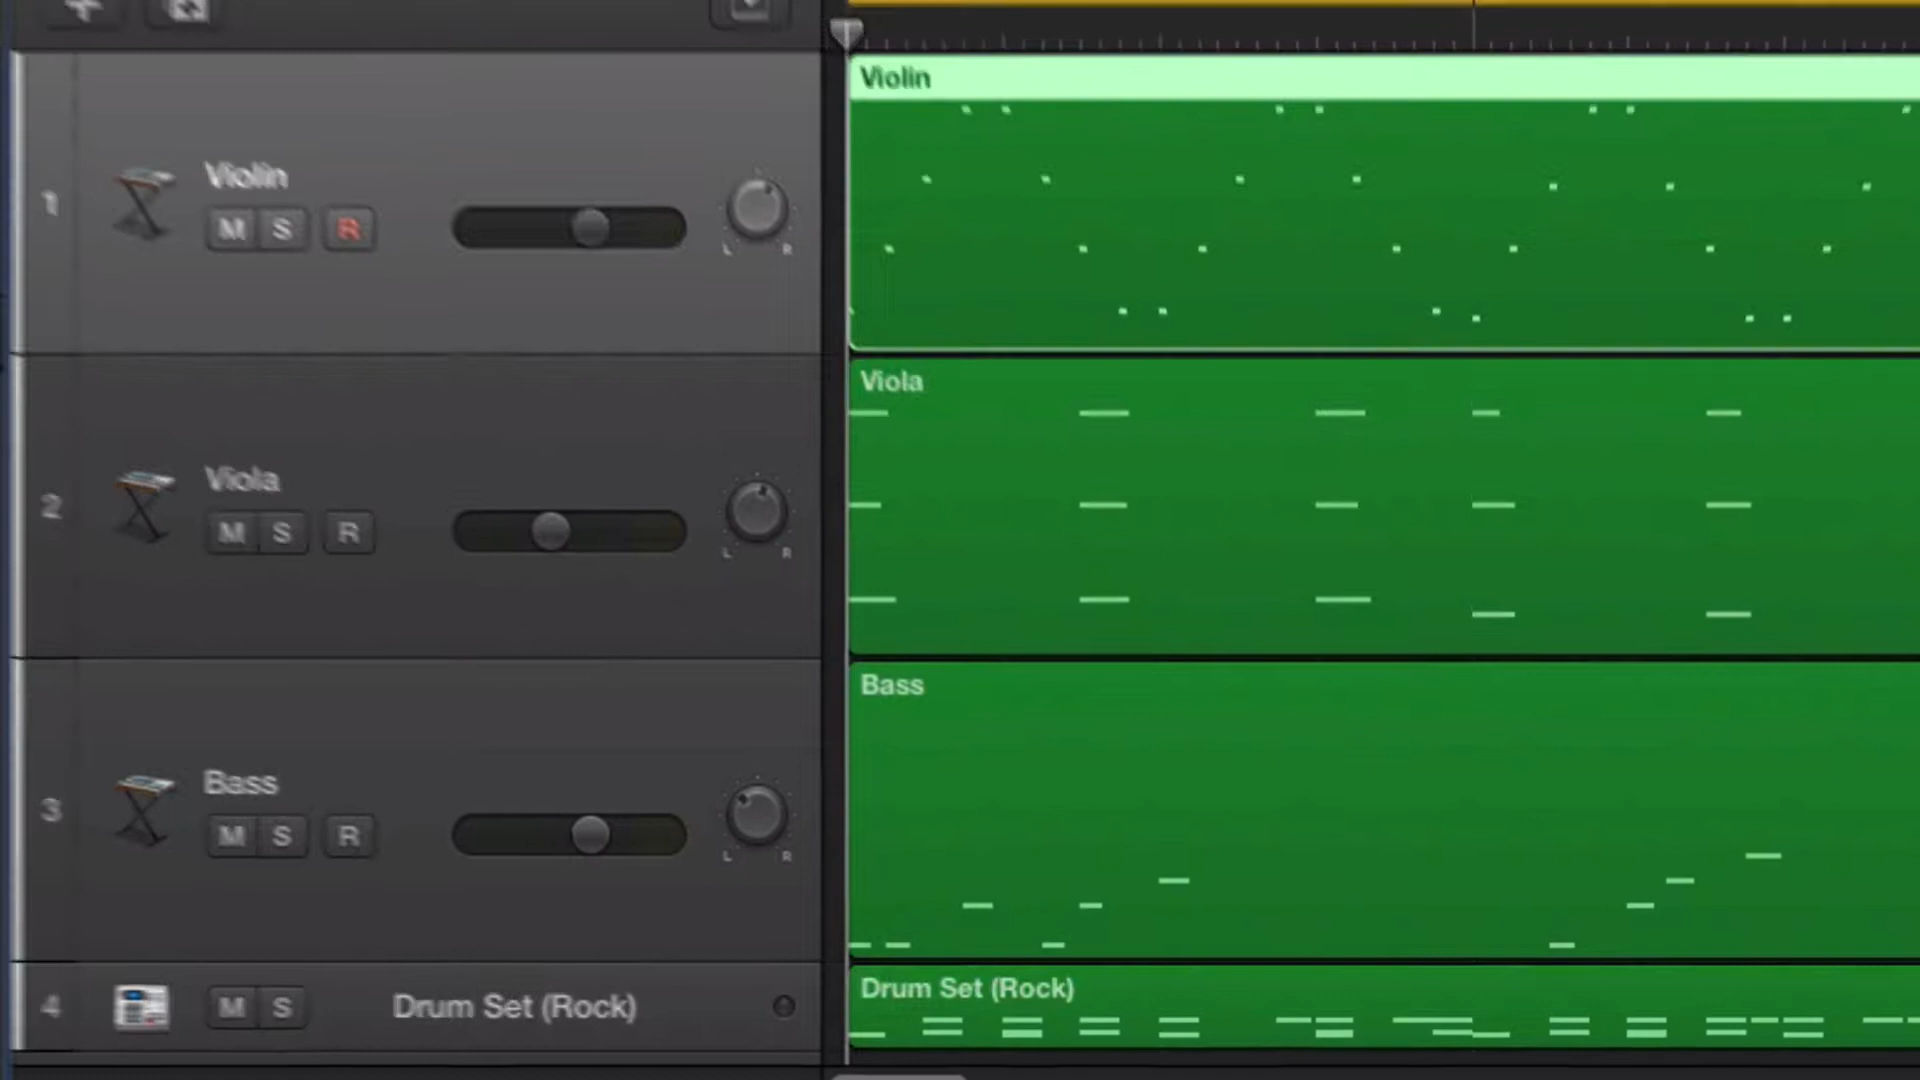 Violin
1
Violin
M S R
L R
Viola
2
Viola
M S R
L R
Bass
3
Bass
M S R
L R
Drum Set (Rock)
4
M S
Drum Set (Rock)